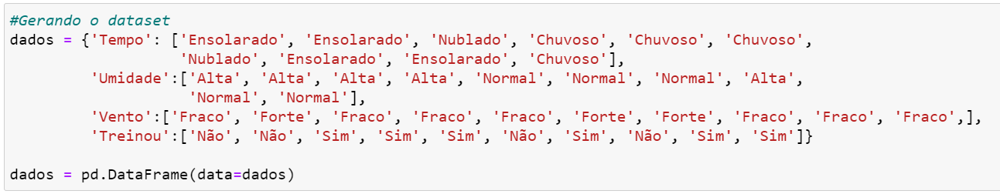 #Gerando o dataset
dados = {'Tempo': ['Ensolarado', 'Ensolarado', 'Nublado', 'Chuvoso', 'Chuvoso', 'Chuvoso',
'Nublado', 'Ensolarado', 'Ensolarado', 'Chuvoso'],
'Umidade':['Alta', 'Alta', 'Alta', 'Alta', 'Normal', 'Normal', 'Normal', 'Alta',
'Normal', 'Normal'],
'Vento':['Fraco', 'Forte', 'Fraco', 'Fraco', 'Fraco', 'Forte', 'Forte', 'Fraco', 'Fraco', 'Fraco',],
'Treinou':['Não', 'Não', 'Sim', 'Sim', 'Sim', 'Não', 'Sim', 'Não', 'Sim', 'Sim']}
dados = pd.DataFrame(data=dados)